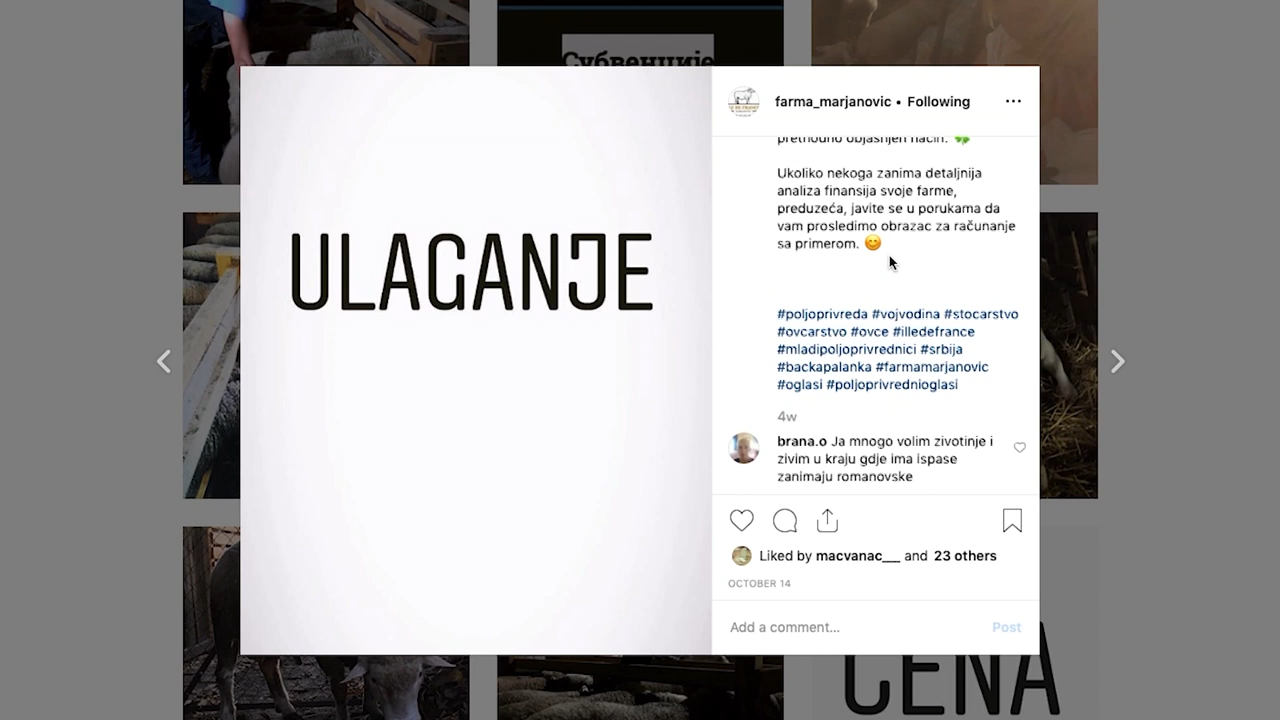 Субвенције
ULAGANJE
farma_marjanovic • Following
prethodno objašnjen način.
Ukoliko nekoga zanima detaljnija
analiza finansija svoje farme,
preduzeća, javite se u porukama da
vam prosledimo obrazac za računanje
sa primerom. 😊
#poljoprivreda #vojvodina #stocarstvo
#ovcarstvo #ovce #illedefrance
#mladipoljoprivrednici #srbija
#backapalanka #farmamarjanovic
#oglasi #poljoprivrednioglasi
4w
brana.o Ja mnogo volim zivotinje i
zivim u kraju gdje ima ispase
zanimaju romanovske
Liked by macvanac___ and 23 others
OCTOBER 14
Add a comment... Post
CENA